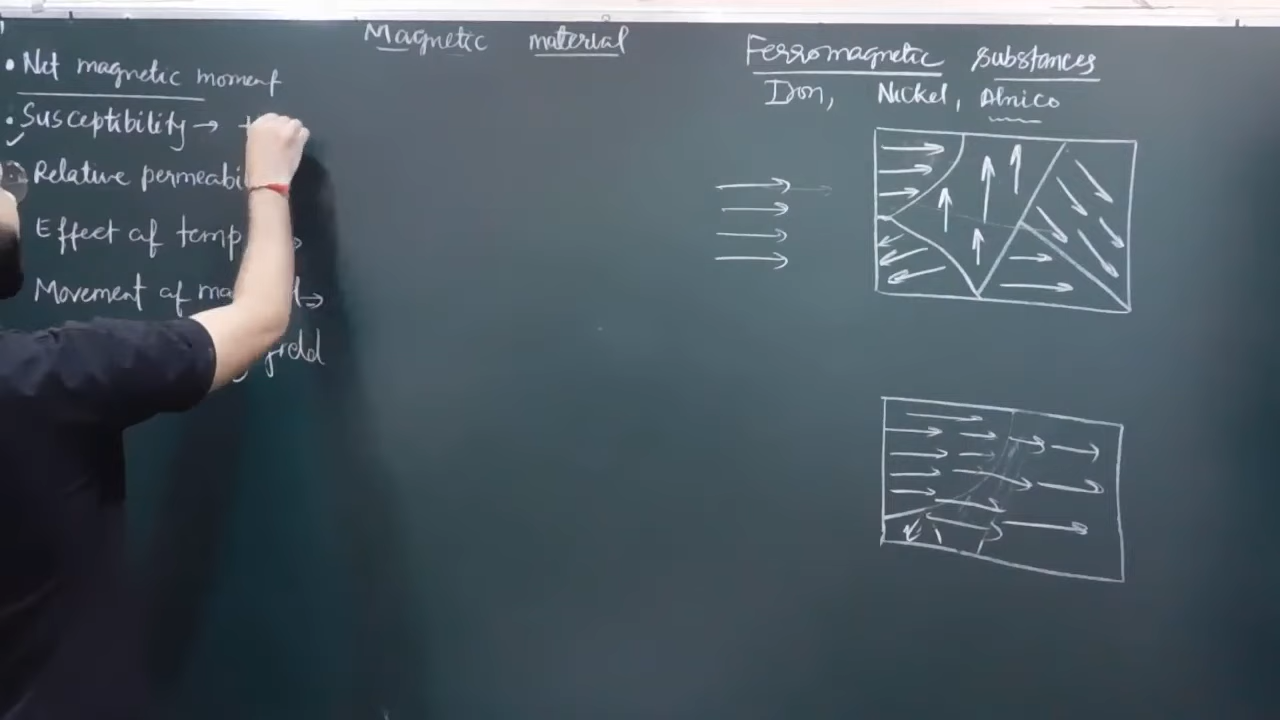 Magnetic material
• Net magnetic moment
• Susceptibility → +
Relative permeabi
Effect of temp
Movement of ma →
field
Ferromagnetic substances
Iron, Nickel, Alnico